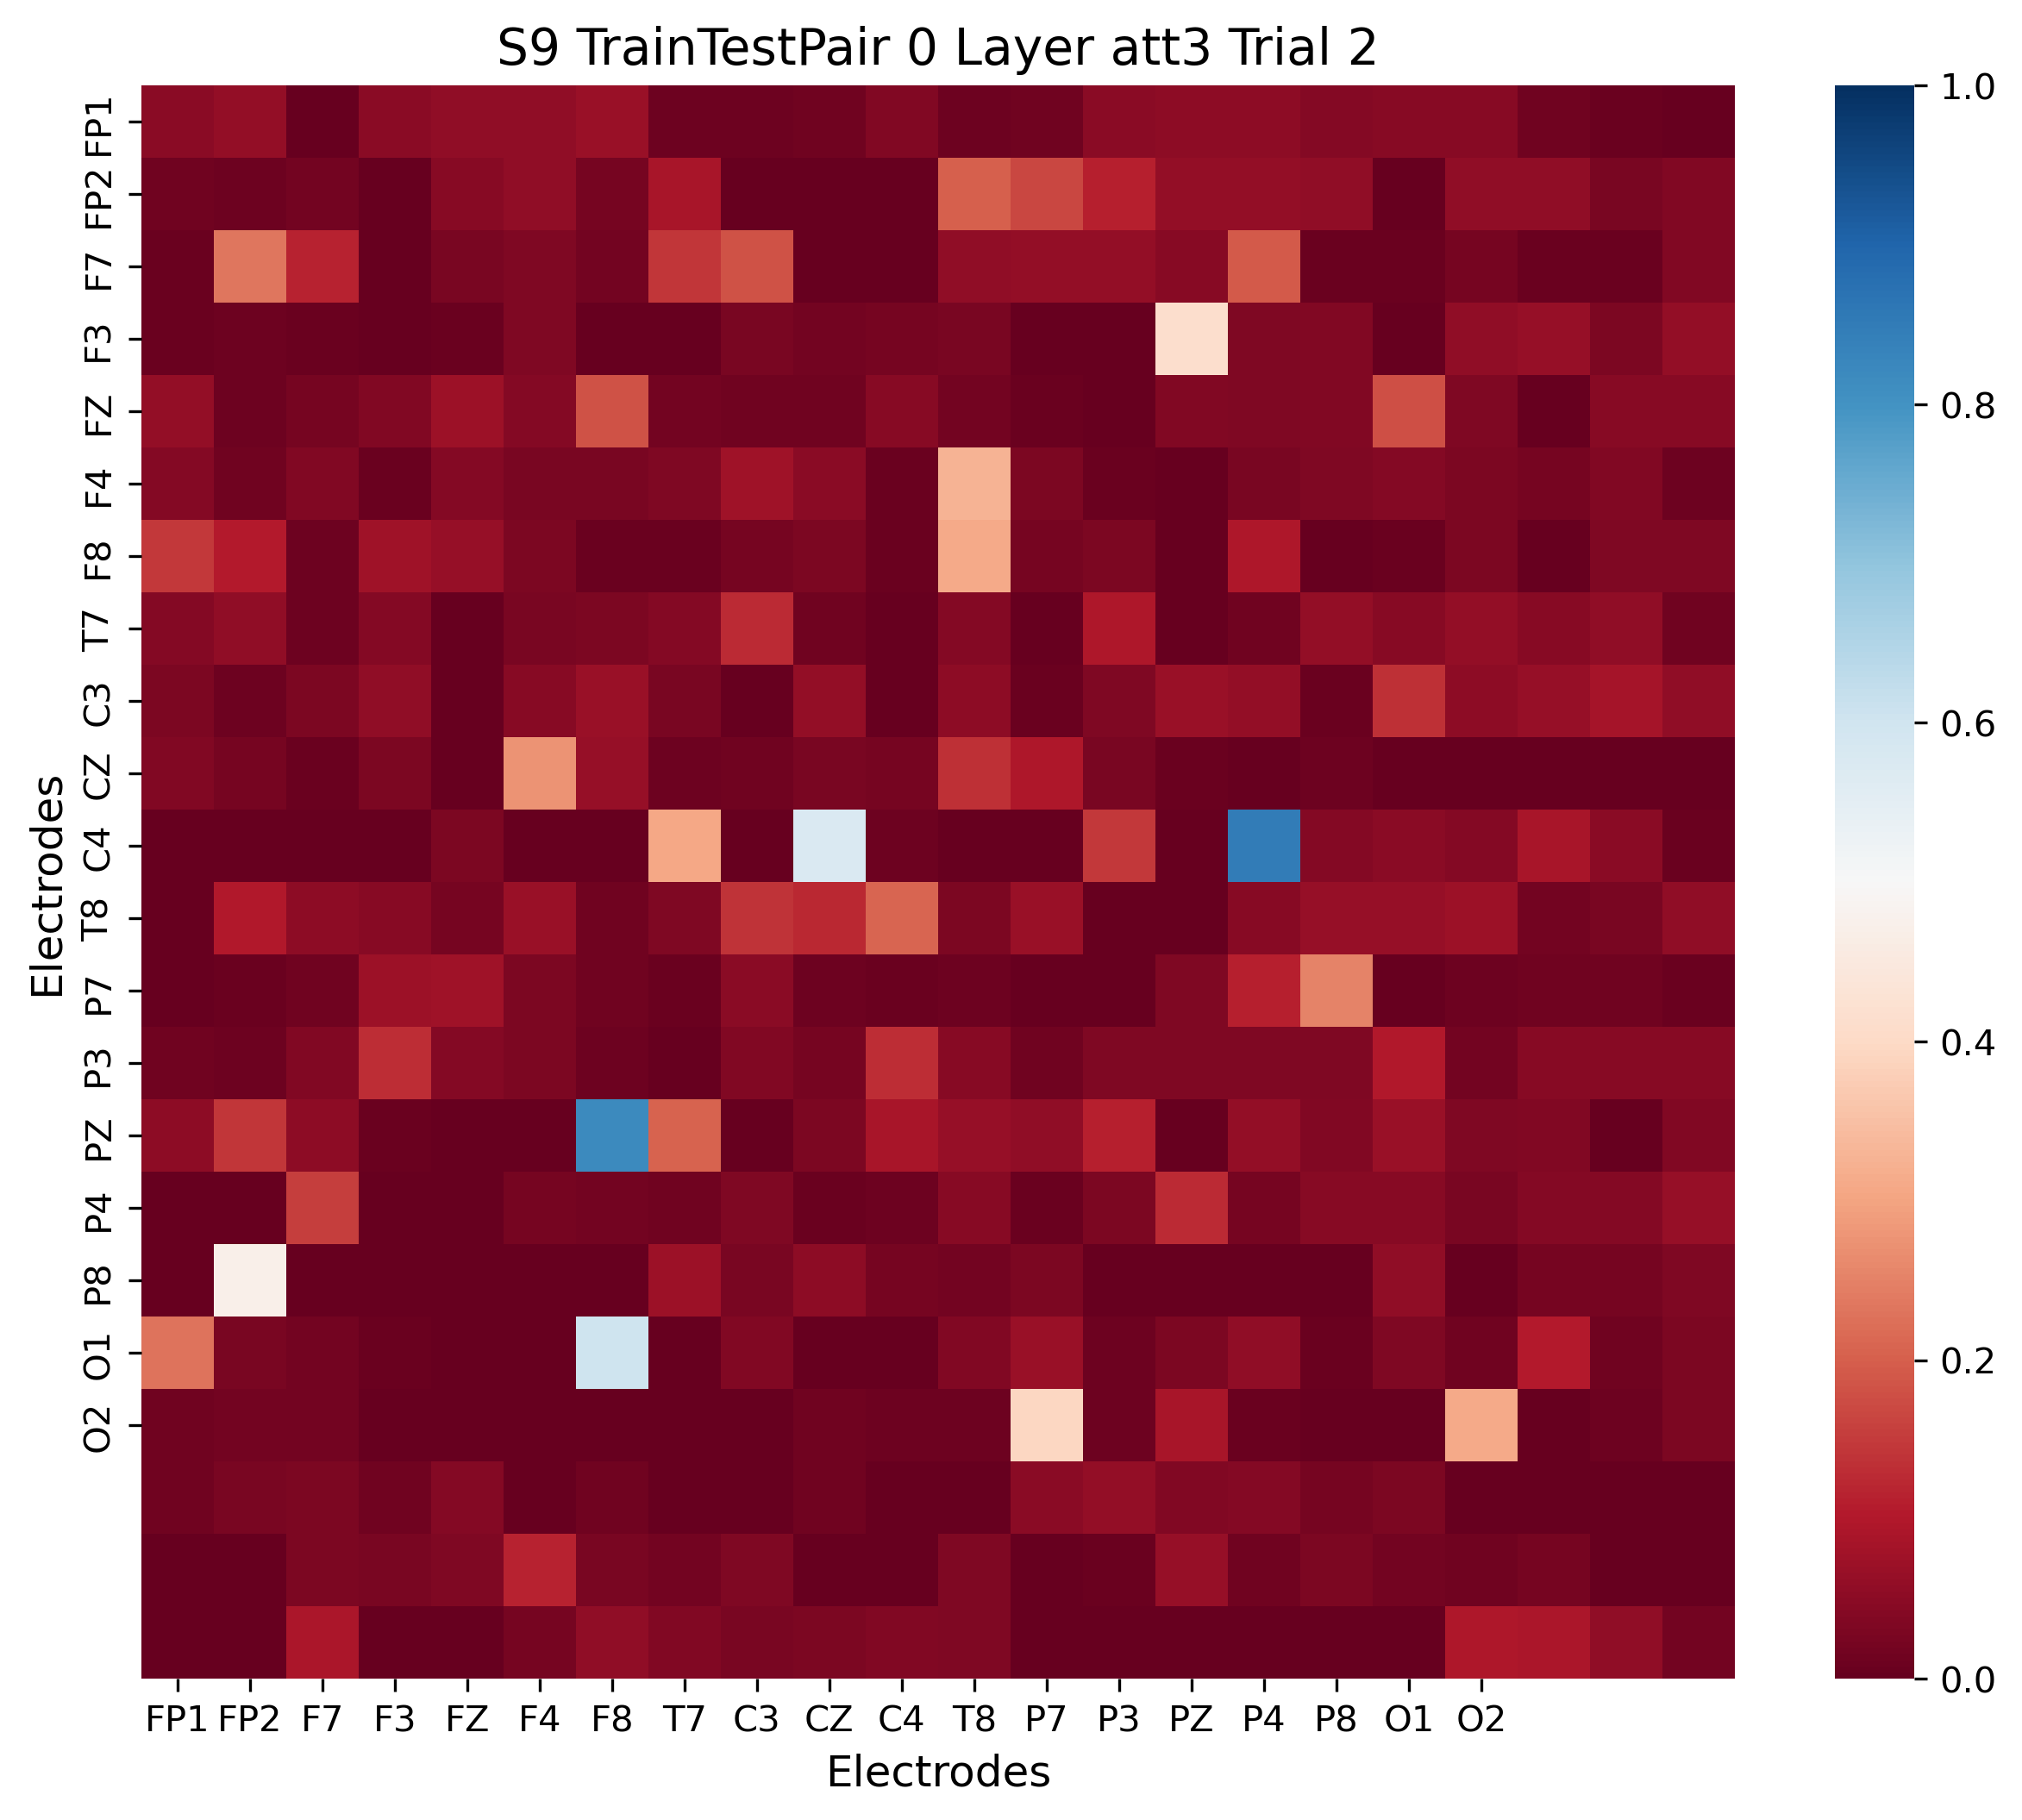 S9 TrainTestPair 0 Layer att3 Trial 2
Electrodes
FP1
FP2
F7
F3
FZ
F4
F8
T7
C3
CZ
C4
T8
P7
P3
PZ
P4
P8
O1
O2
FP1 FP2 F7 F3 FZ F4 F8 T7 C3 CZ C4 T8 P7 P3 PZ P4 P8 O1 O2
Electrodes
1.0
0.8
0.6
0.4
0.2
0.0